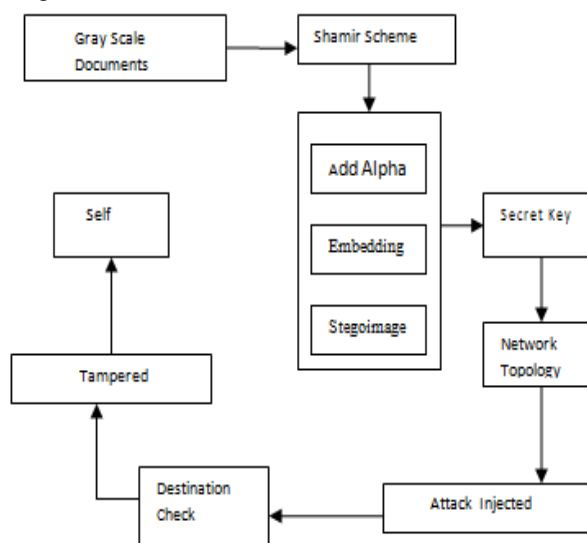 Gray Scale
Documents
Shamir Scheme
Add Alpha
Embedding
Stegoimage
Secret Key
Network
Topology
Attack Injected
Destination
Check
Tampered
Self